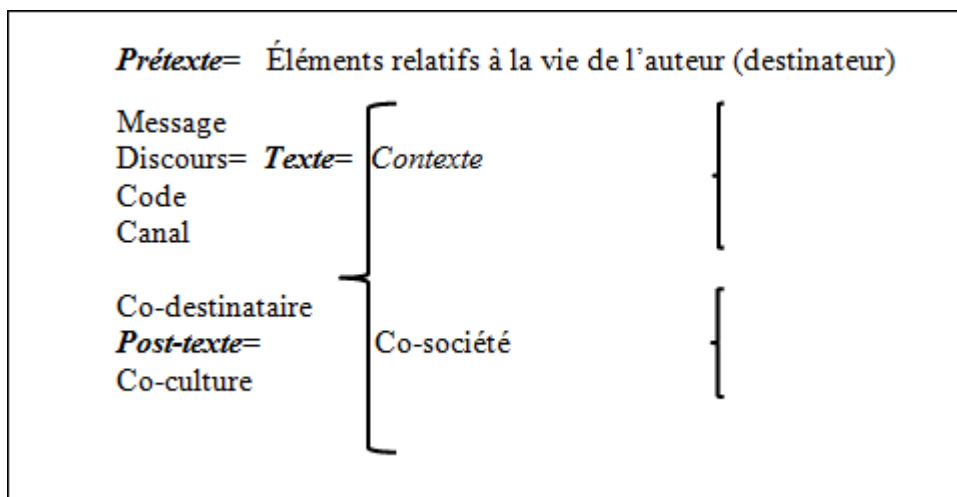 Prétexte= Éléments relatifs à la vie de l'auteur (destinateur)
Message
Discours= Texte= Contexte
Code
Canal
Co-destinataire
Post-texte= Co-société
Co-culture